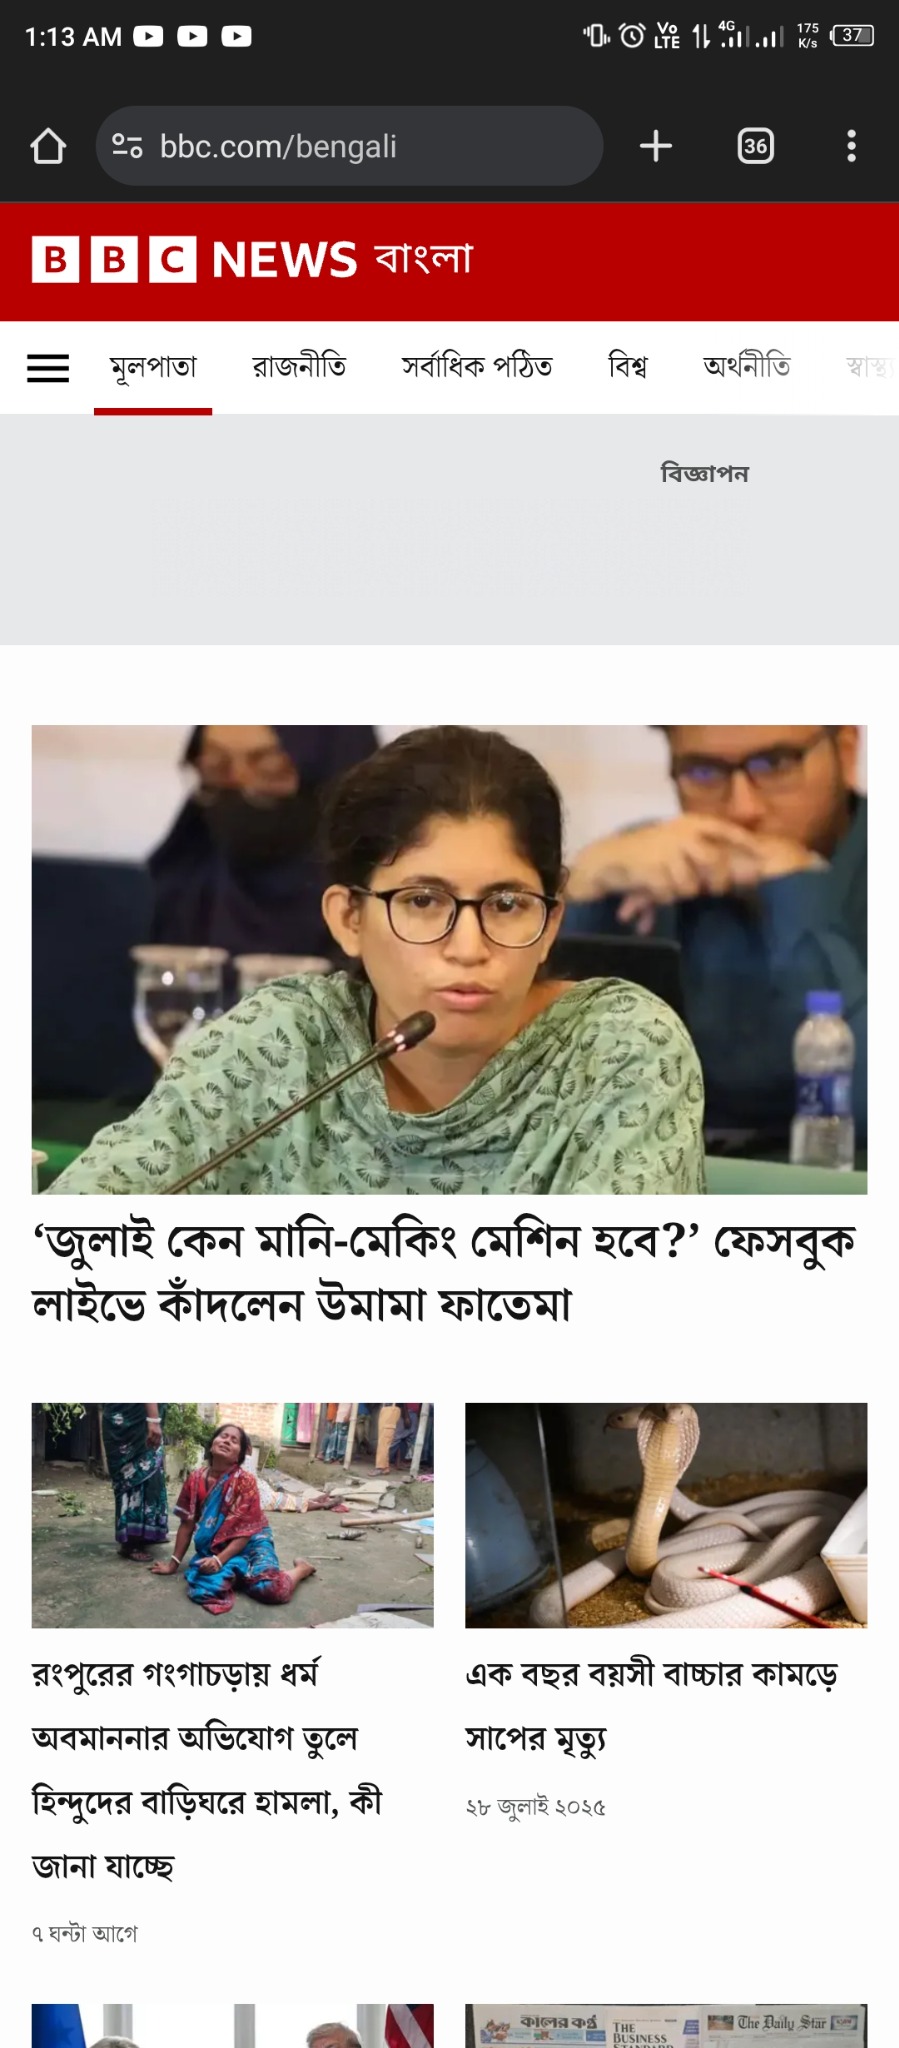 1:13 AM
Vo LTE 4G 175 K/s 37
bbc.com/bengali
36
BBC NEWS বাংলা
মূলপাতা রাজনীতি সর্বাধিক পঠিত বিশ্ব অর্থনীতি স্বাস্থ্য
বিজ্ঞাপন
‘জুলাই কেন মানি-মেকিং মেশিন হবে?’ ফেসবুক
লাইভে কাঁদলেন উমামা ফাতেমা
রংপুরের গংগাচড়ায় ধর্ম
অবমাননার অভিযোগ তুলে
হিন্দুদের বাড়িঘরে হামলা, কী
জানা যাচ্ছে
৭ ঘন্টা আগে
এক বছর বয়সী বাচ্চার কামড়ে
সাপের মৃত্যু
২৮ জুলাই ২০২৫
কালের কণ্ঠ
THE
BUSINESS
STANDARD
The Daily Star